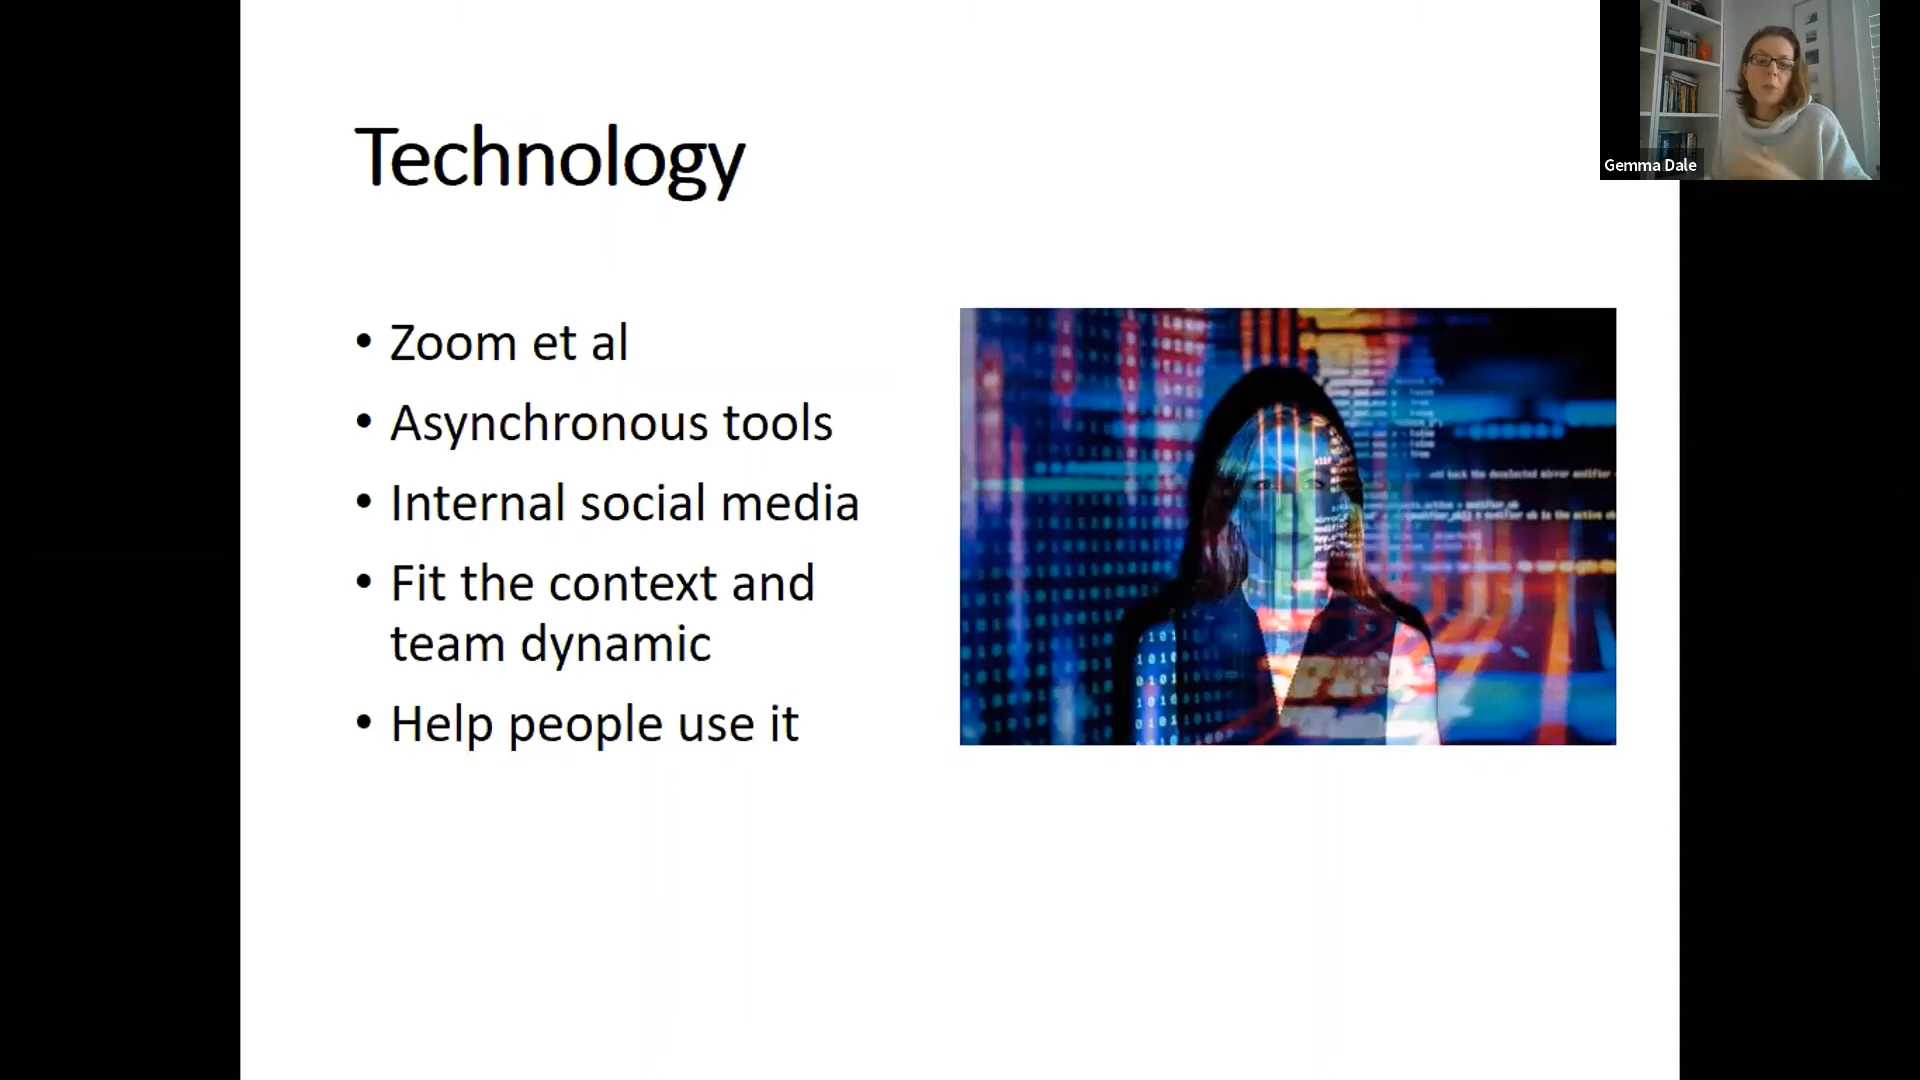 Technology
• Zoom et al
• Asynchronous tools
• Internal social media
• Fit the context and
team dynamic
• Help people use it
Gemma Dale